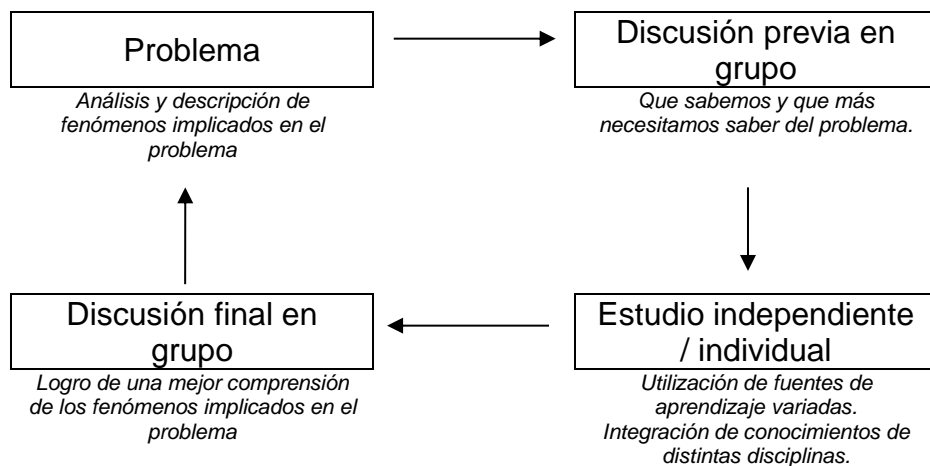 Problema
Análisis y descripción de
fenómenos implicados en el
problema
Discusión previa en
grupo
Que sabemos y que más
necesitamos saber del problema.
Estudio independiente
/ individual
Utilización de fuentes de
aprendizaje variadas.
Integración de conocimientos de
distintas disciplinas.
Discusión final en
grupo
Logro de una mejor comprensión
de los fenómenos implicados en el
problema